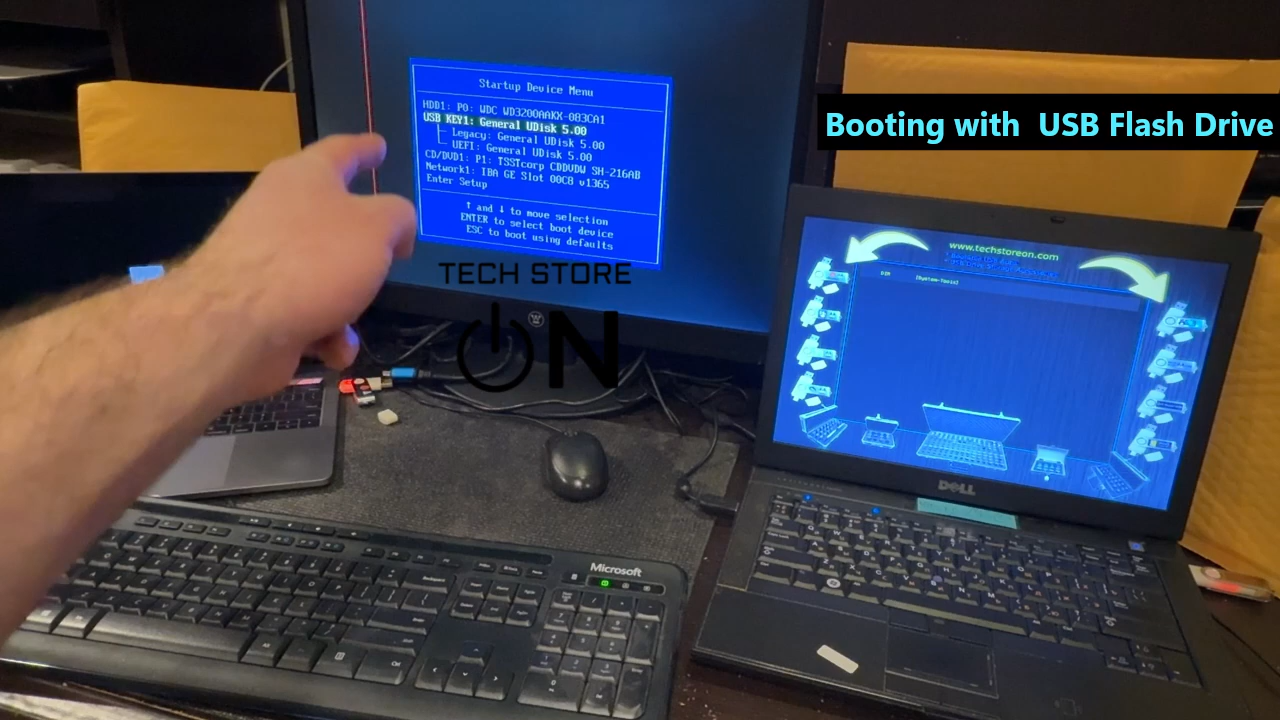 Startup Device Menu
HDD1: P0: WDC WD3200AAKX-083CA1
USB KEY1: General UDisk 5.00
Legacy: General UDisk 5.00
UEFI: General UDisk 5.00
CD/DVD1: P1: TSSTcorp CDDVDW SH-216AB
Network1: IBA GE Slot 00C8 v1365
Enter Setup
↑ and ↓ to move selection
ENTER to select boot device
ESC to boot using defaults
Booting with USB Flash Drive
TECH STORE
ON
www.techstoreon.com
DELL
Microsoft